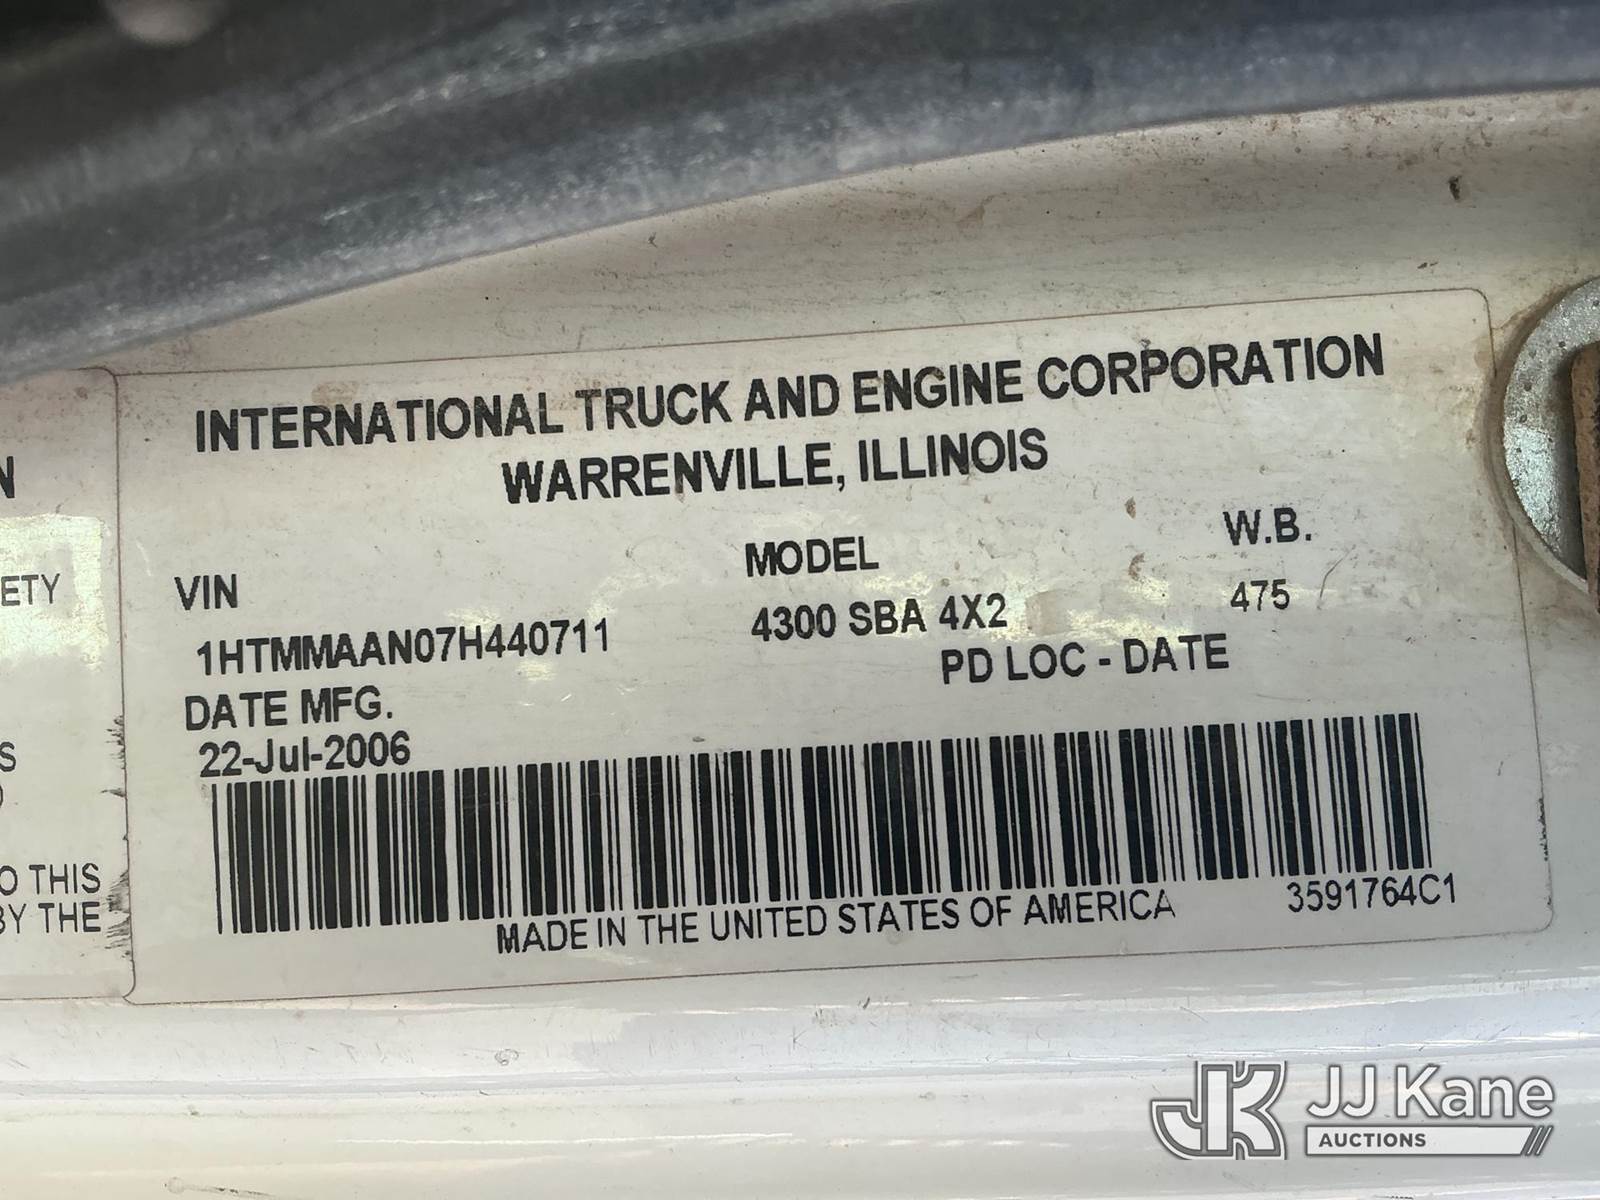 INTERNATIONAL TRUCK AND ENGINE CORPORATION
WARRENVILLE, ILLINOIS
VIN
MODEL
W.B.
1HTMMAAN07H440711
4300 SBA 4X2
475
DATE MFG.
PD LOC - DATE
22-Jul-2006
MADE IN THE UNITED STATES OF AMERICA
3591764C1
N
ETY
S
O THIS
BY THE
JK JJ Kane
AUCTIONS